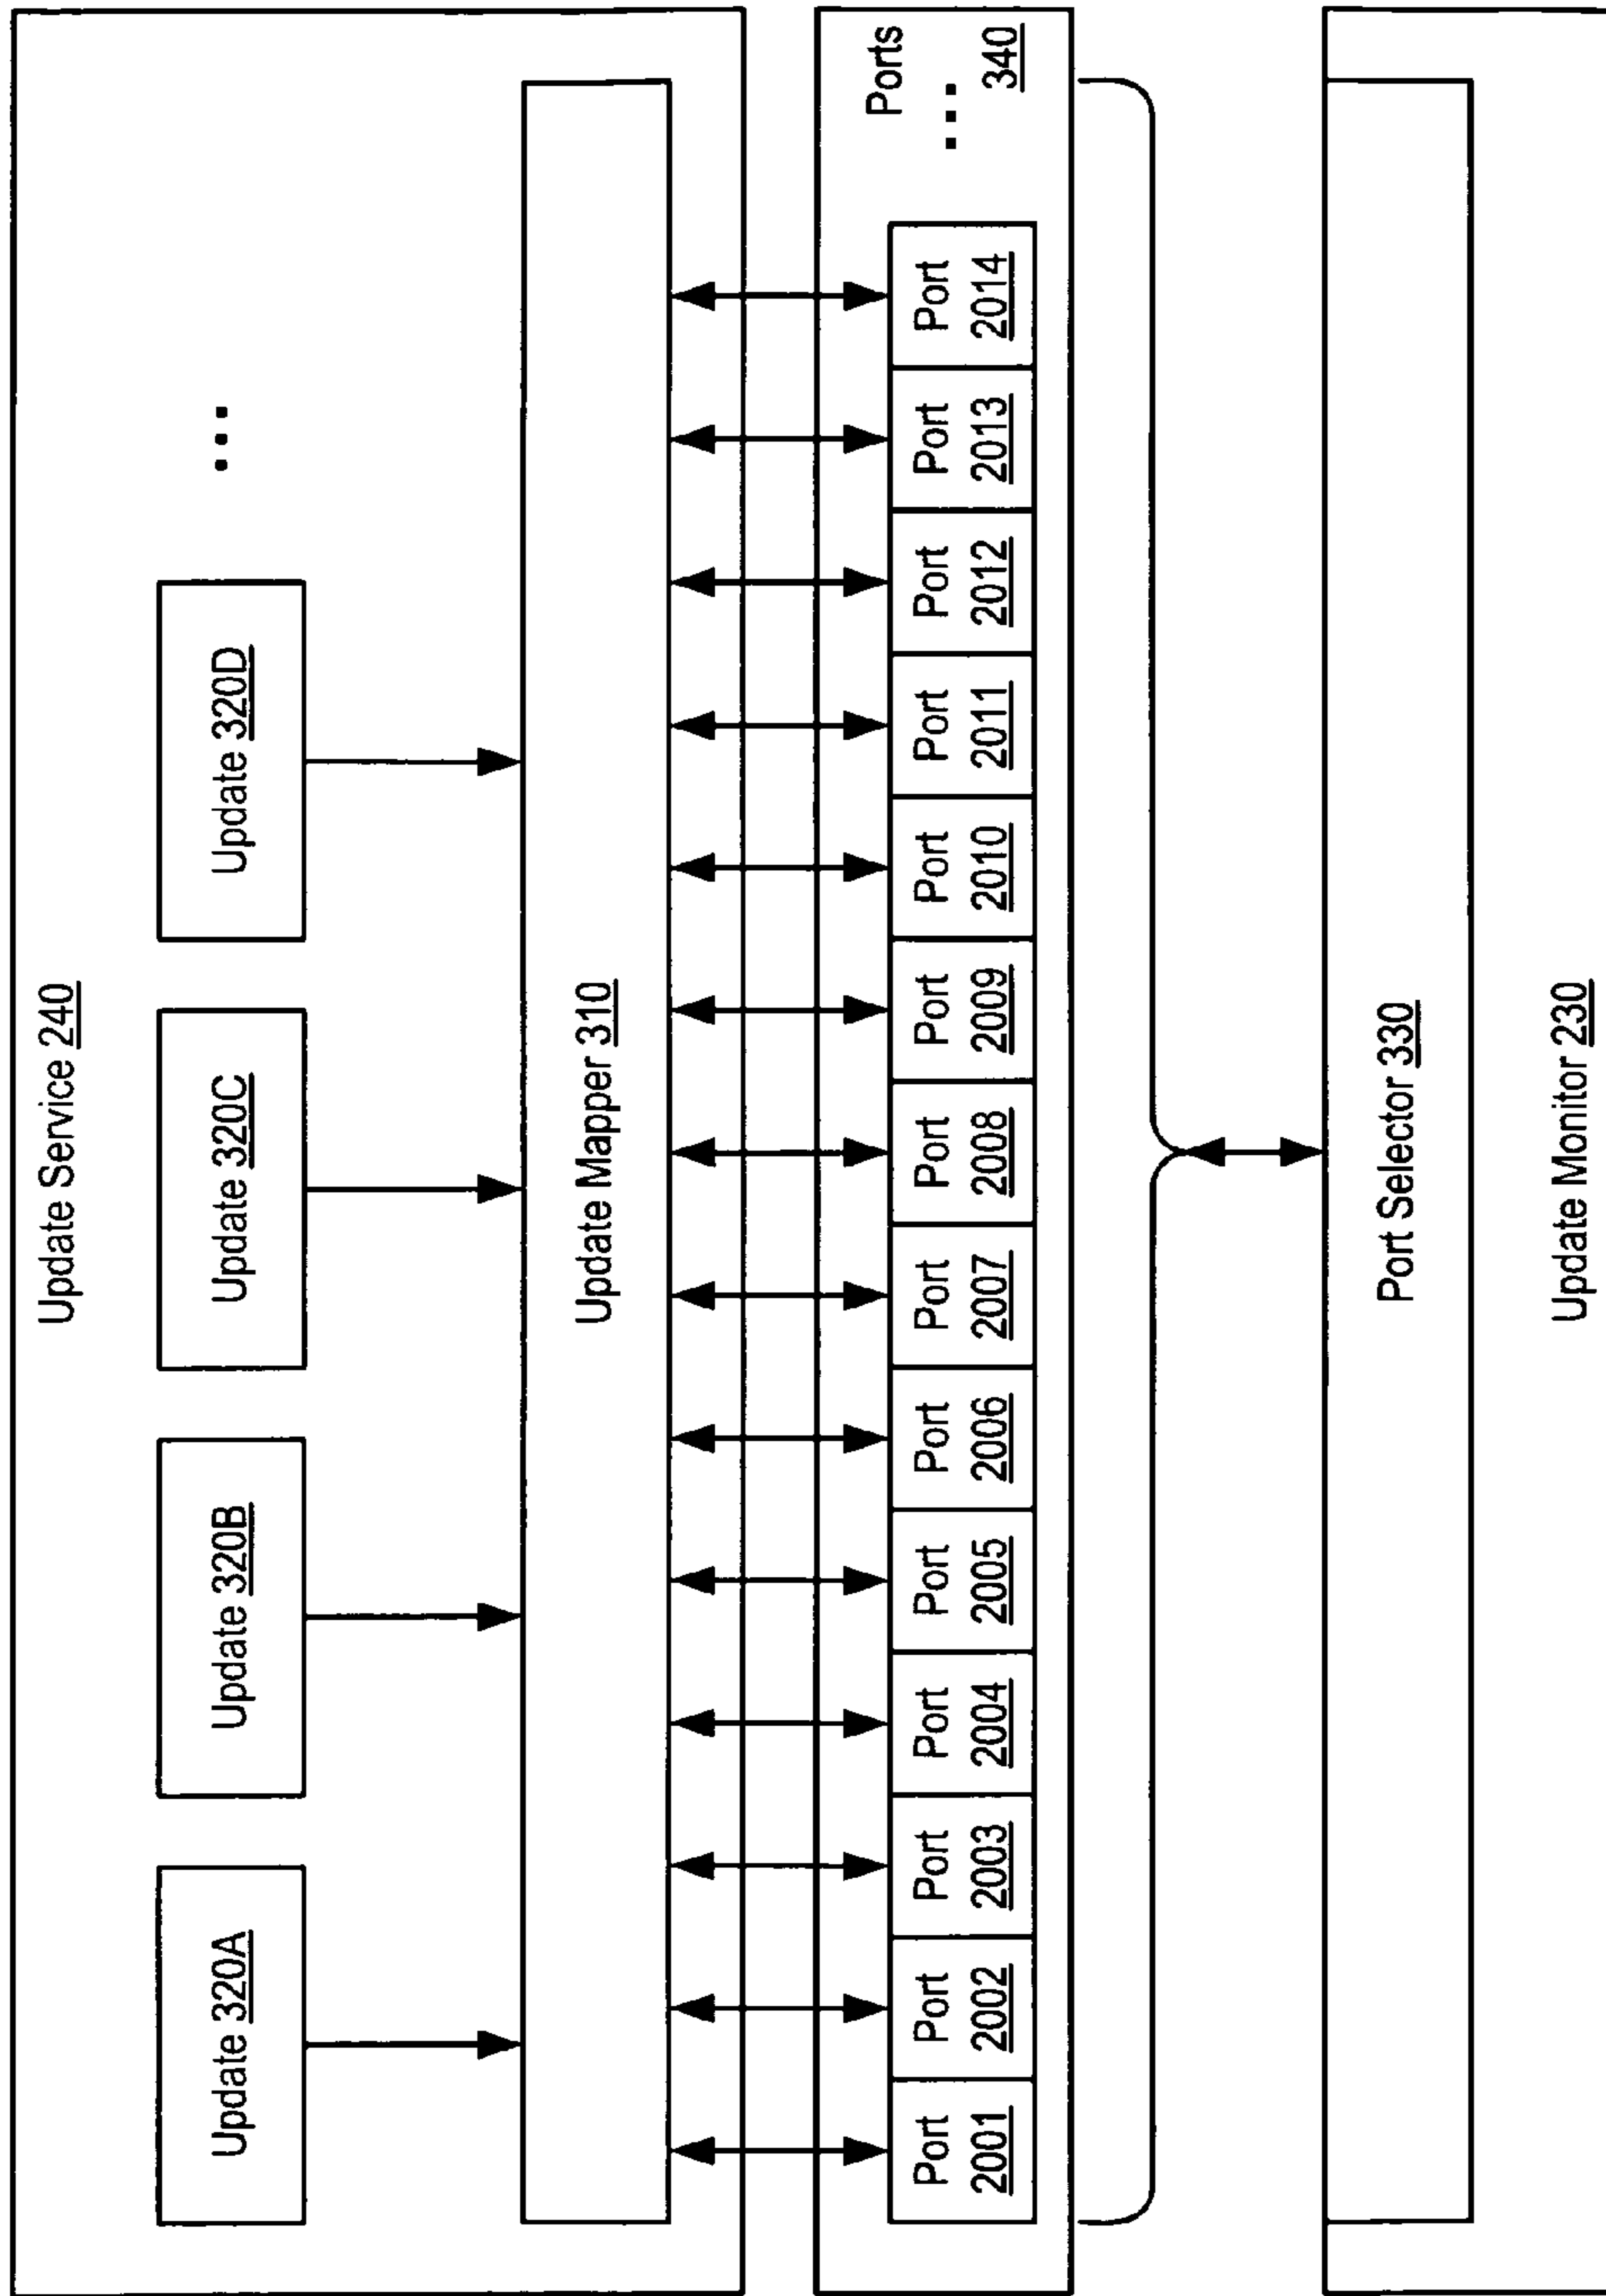 Update Service 240
Update 320A
Update 320B
Update 320C
Update 320D
...
Update Mapper 310
Ports
...
340
Port
2001
Port
2002
Port
2003
Port
2004
Port
2005
Port
2006
Port
2007
Port
2008
Port
2009
Port
2010
Port
2011
Port
2012
Port
2013
Port
2014
Port Selector 330
Update Monitor 230